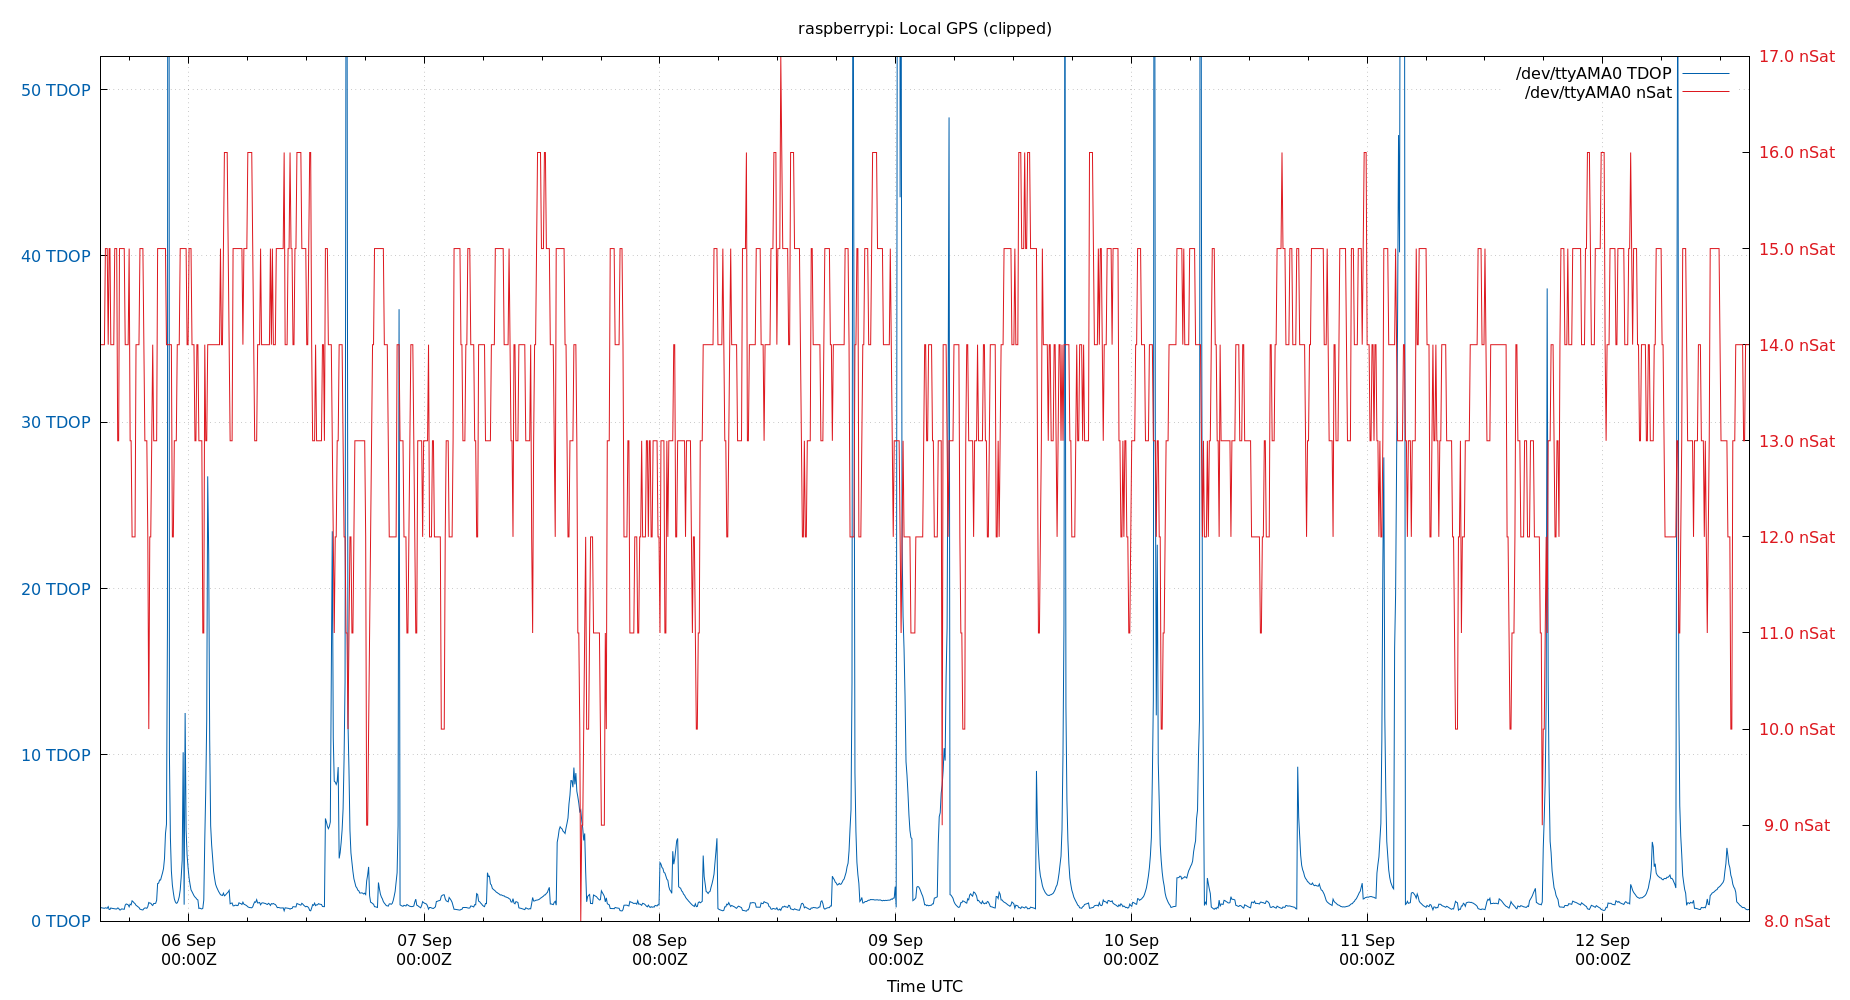 raspberrypi: Local GPS (clipped)
/dev/ttyAMA0 TDOP
/dev/ttyAMA0 nSat
50 TDOP
40 TDOP
30 TDOP
20 TDOP
10 TDOP
0 TDOP
17.0 nSat
16.0 nSat
15.0 nSat
14.0 nSat
13.0 nSat
12.0 nSat
11.0 nSat
10.0 nSat
9.0 nSat
8.0 nSat
06 Sep
00:00Z
07 Sep
00:00Z
08 Sep
00:00Z
09 Sep
00:00Z
10 Sep
00:00Z
11 Sep
00:00Z
12 Sep
00:00Z
Time UTC